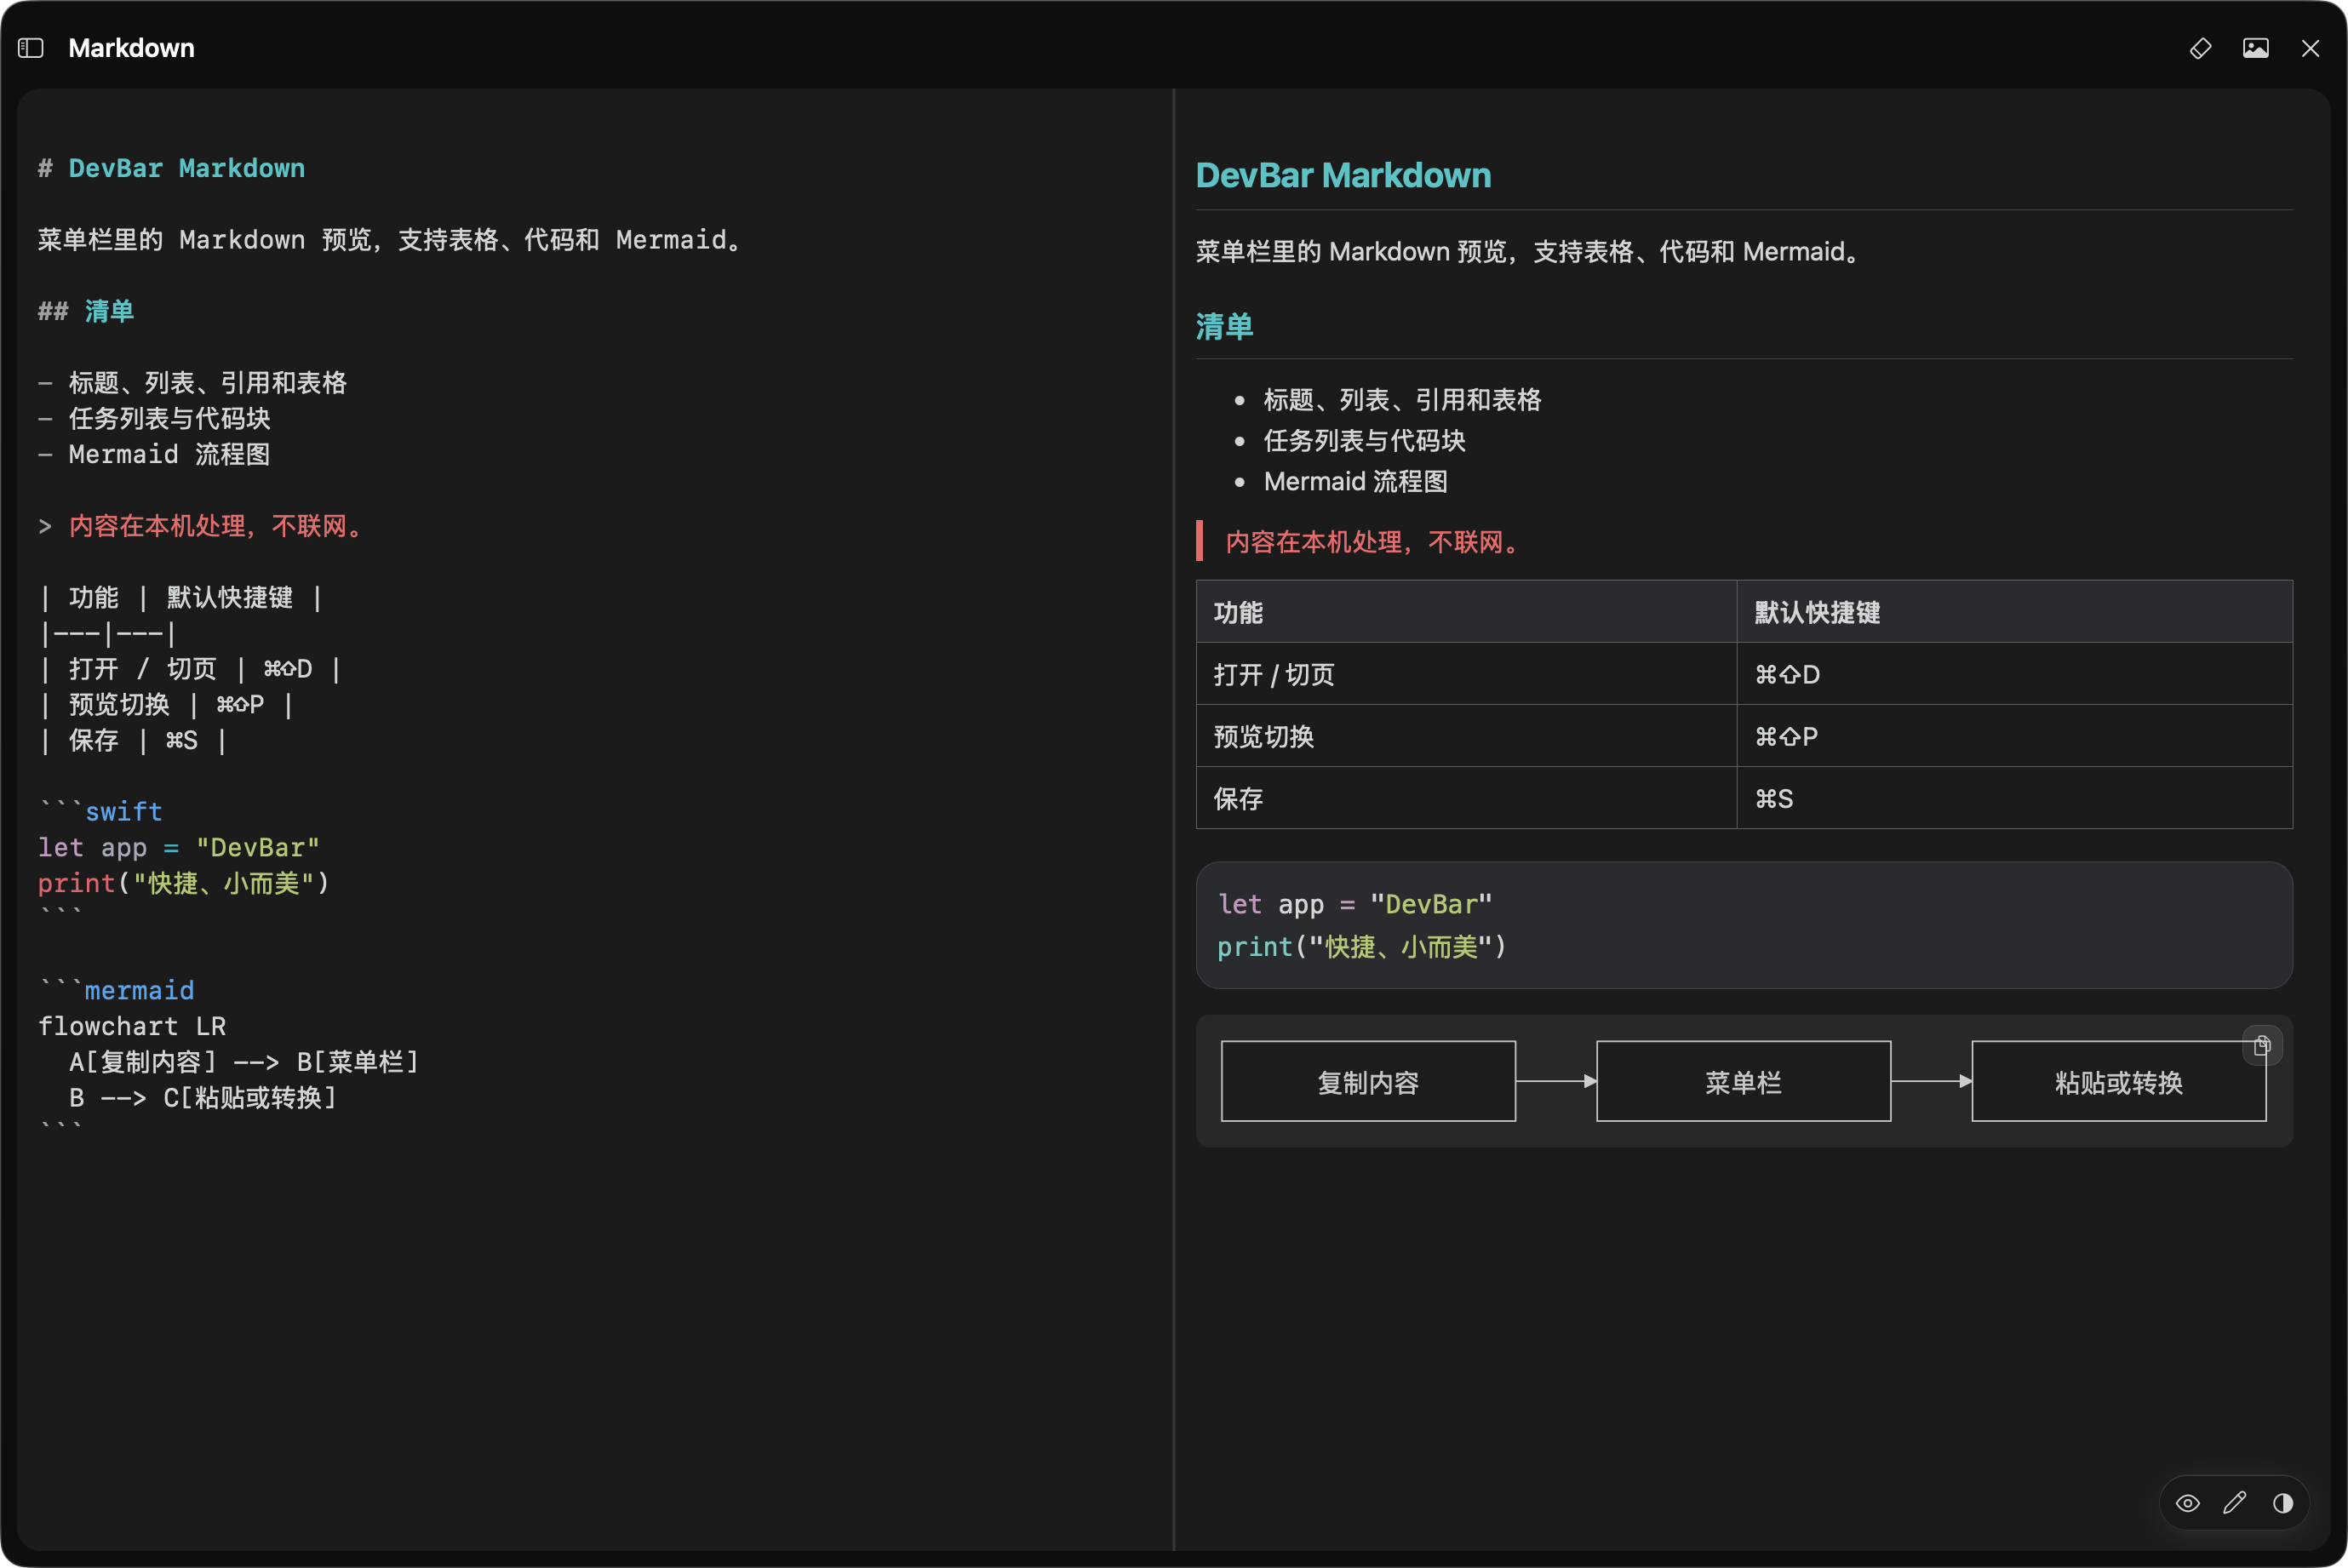 Markdown
# DevBar Markdown
菜单栏里的 Markdown 预览，支持表格、代码和 Mermaid。
## 清单
- 标题、列表、引用和表格
- 任务列表与代码块
- Mermaid 流程图
> 内容在本机处理，不联网。
| 功能 | 默认快捷键 |
|---|---|
| 打开 / 切页 | ⌘⇧D |
| 预览切换 | ⌘⇧P |
| 保存 | ⌘S |
```swift
let app = "DevBar"
print("快捷、小而美")
```
```mermaid
flowchart LR
  A[复制内容] --> B[菜单栏]
  B --> C[粘贴或转换]
```
DevBar Markdown
菜单栏里的 Markdown 预览，支持表格、代码和 Mermaid。
清单
• 标题、列表、引用和表格
• 任务列表与代码块
• Mermaid 流程图
内容在本机处理，不联网。
功能 默认快捷键
打开 / 切页 ⌘⇧D
预览切换 ⌘⇧P
保存 ⌘S
let app = "DevBar"
print("快捷、小而美")
复制内容 菜单栏 粘贴或转换